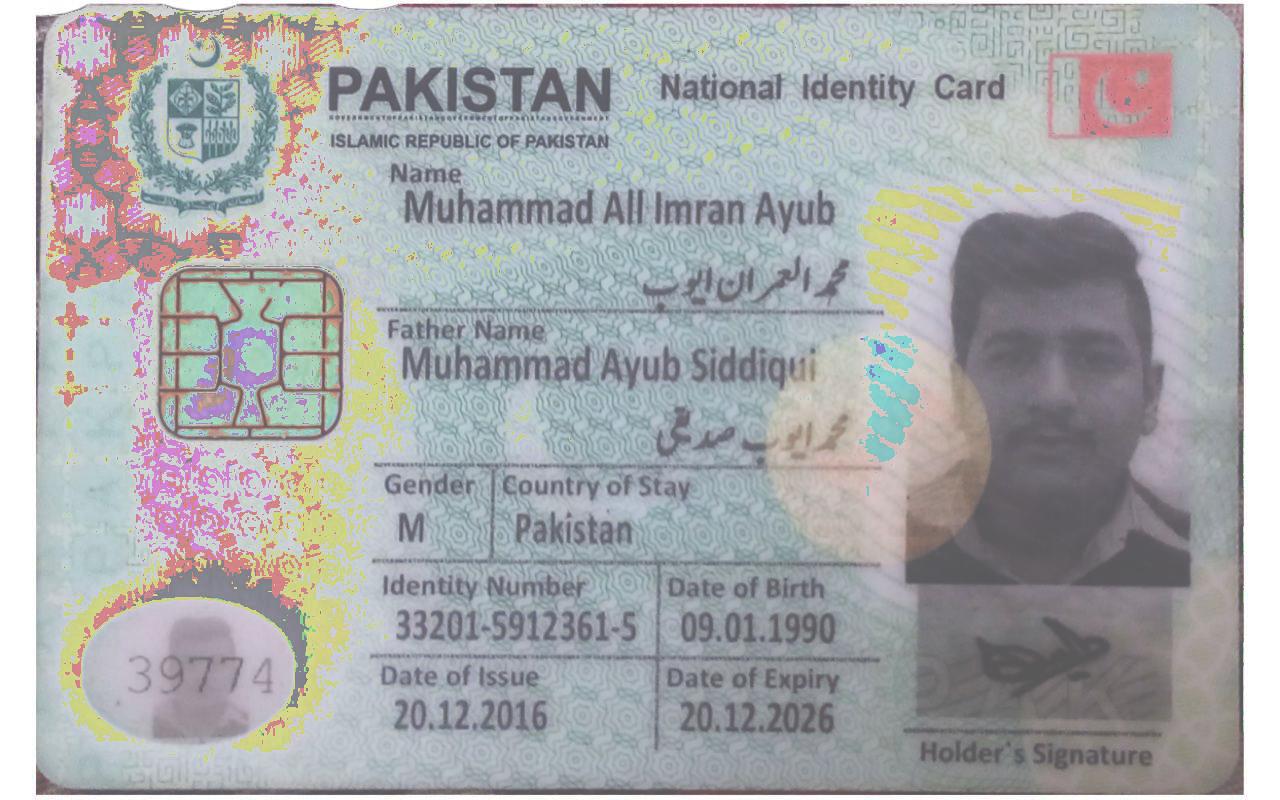 PAKISTAN National Identity Card
ISLAMIC REPUBLIC OF PAKISTAN
Name
Muhammad All Imran Ayub
محمد العمران ایوب
Father Name
Muhammad Ayub Siddiqui
محمد ایوب صدیقی
Gender Country of Stay
M Pakistan
Identity Number Date of Birth
33201-5912361-5 09.01.1990
Date of Issue Date of Expiry
20.12.2016 20.12.2026
39774
Holder's Signature